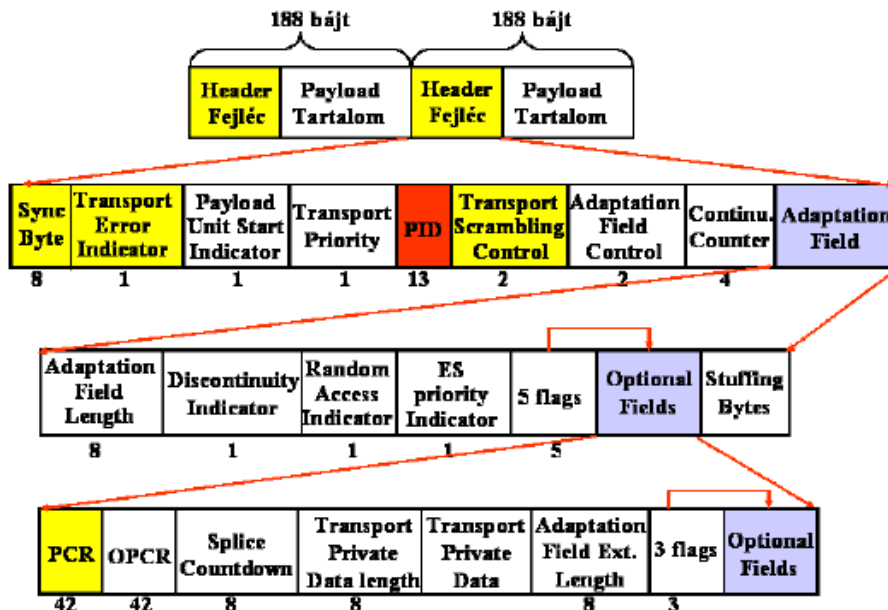 188 bájt 188 bájt
Header Payload Header Payload
Fejléc Tartalom Fejléc Tartalom
Sync Byte
Transport Error Indicator
Payload Unit Start Indicator
Transport Priority
PID
Transport Scrambling Control
Adaptation Field Control
Continu. Counter
Adaptation Field
8 1 1 1 13 2 2 4
Adaptation Field Length
Discontinuity Indicator
Random Access Indicator
ES priority Indicator
5 flags
Optional Fields
Stuffing Bytes
8 1 1 1 5
PCR
OPCR
Splice Countdown
Transport Private Data length
Transport Private Data
Adaptation Field Ext. Length
3 flags
Optional Fields
42 42 8 8 8 3